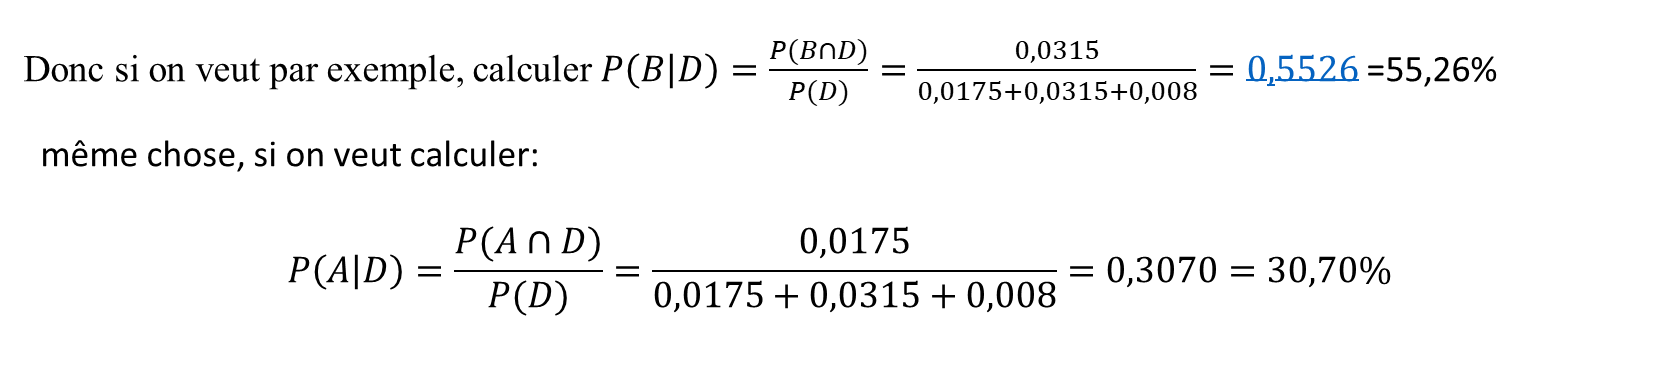 Donc si on veut par exemple, calculer P(B|D) = P(B∩D) / P(D) = 0,0315 / 0,0175+0,0315+0,008 = 0,5526 =55,26%
même chose, si on veut calculer:
P(A|D) = P(A ∩ D) / P(D) = 0,0175 / 0,0175 + 0,0315 + 0,008 = 0,3070 = 30,70%